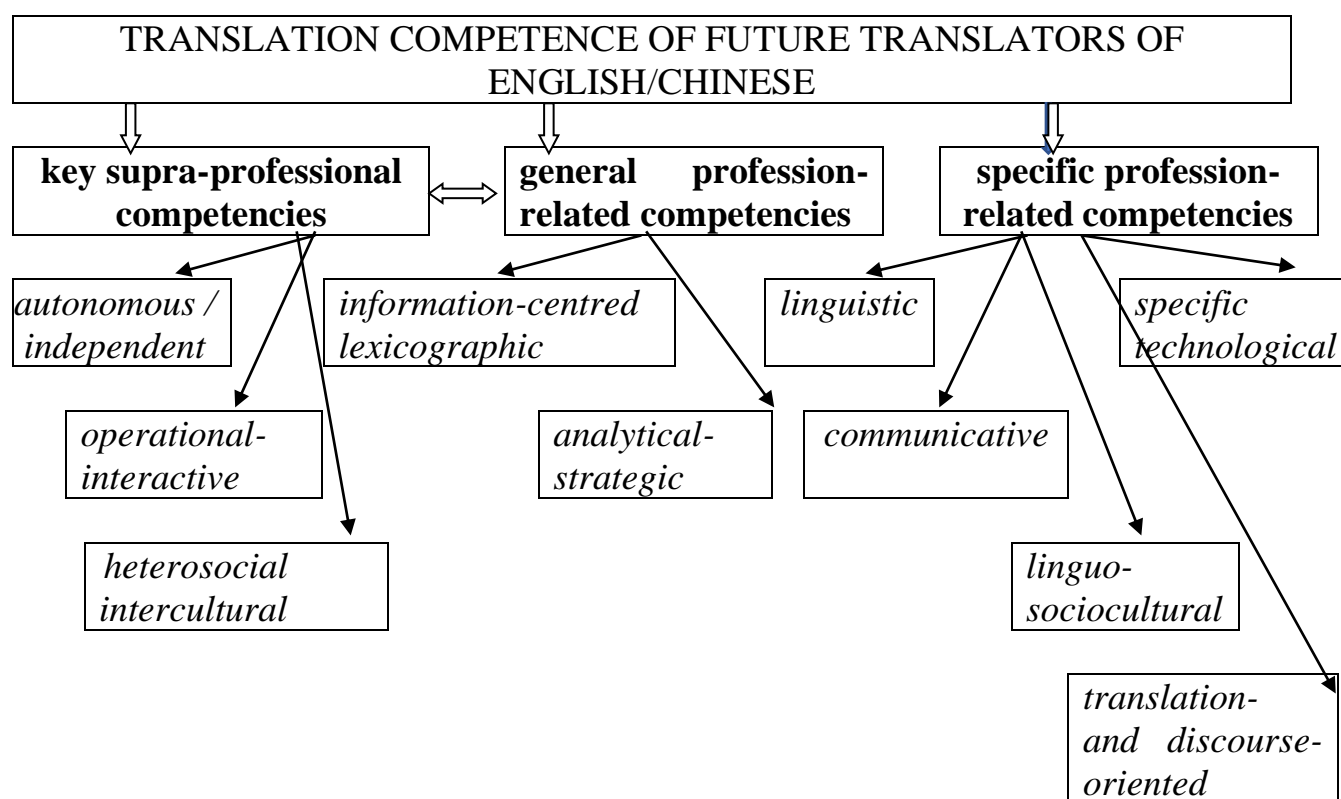 TRANSLATION COMPETENCE OF FUTURE TRANSLATORS OF
ENGLISH/CHINESE
key supra-professional
competencies
general profession-
related competencies
specific profession-
related competencies
autonomous /
independent
information-centred
lexicographic
linguistic
specific
technological
operational-
interactive
analytical-
strategic
communicative
heterosocial
intercultural
linguo-
sociocultural
translation-
and discourse-
oriented